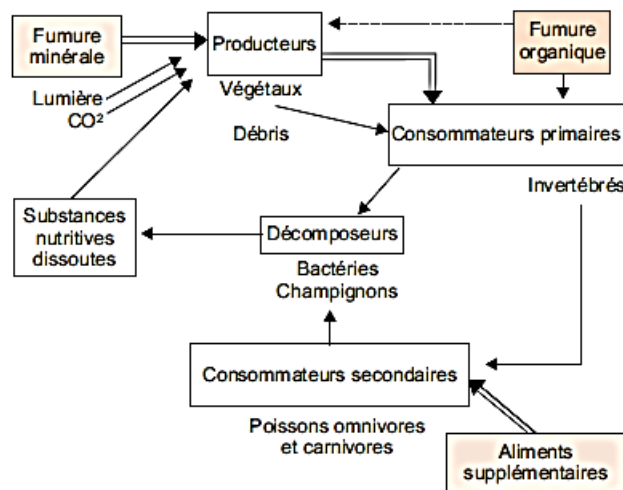 Fumure
minérale
Producteurs
Fumure
organique
Lumière
CO²
Végétaux
Débris
Consommateurs primaires
Invertébrés
Substances
nutritives
dissoutes
Décomposeurs
Bactéries
Champignons
Consommateurs secondaires
Poissons omnivores
et carnivores
Aliments
supplémentaires